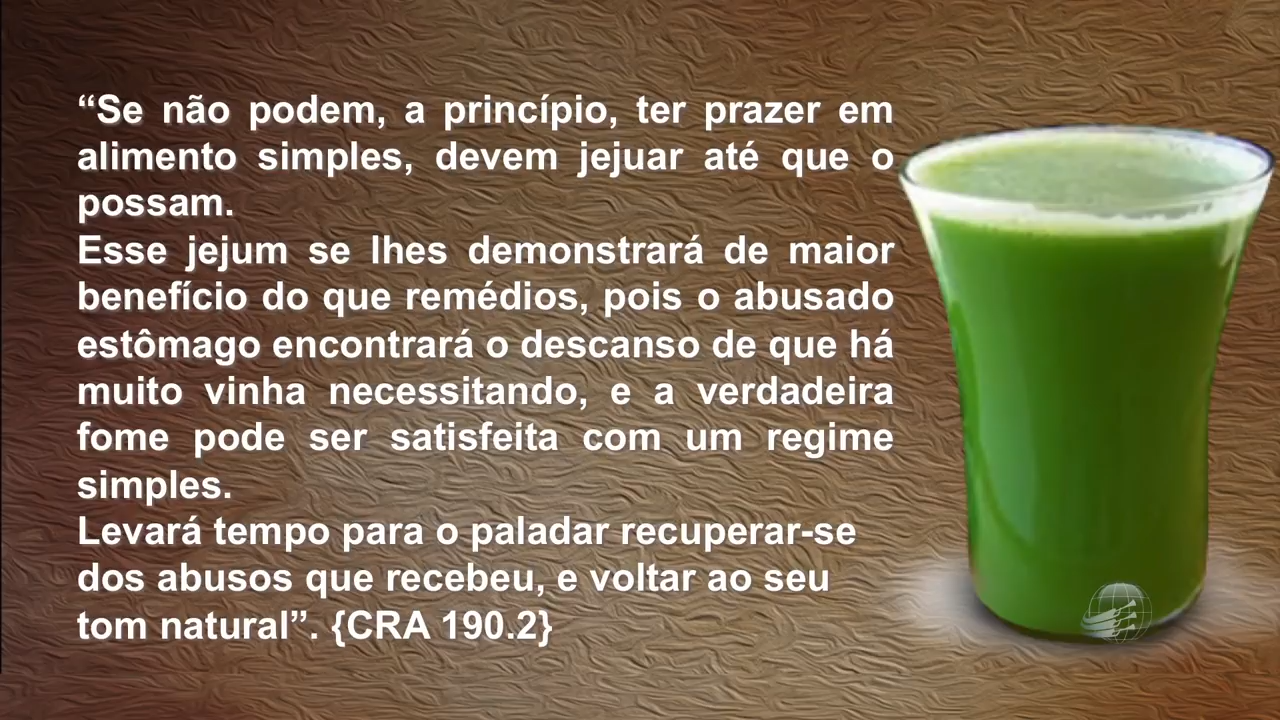 “Se não podem, a princípio, ter prazer em
alimento simples, devem jejuar até que o
possam.
Esse jejum se lhes demonstrará de maior
benefício do que remédios, pois o abusado
estômago encontrará o descanso de que há
muito vinha necessitando, e a verdadeira
fome pode ser satisfeita com um regime
simples.
Levará tempo para o paladar recuperar-se
dos abusos que recebeu, e voltar ao seu
tom natural”. {CRA 190.2}